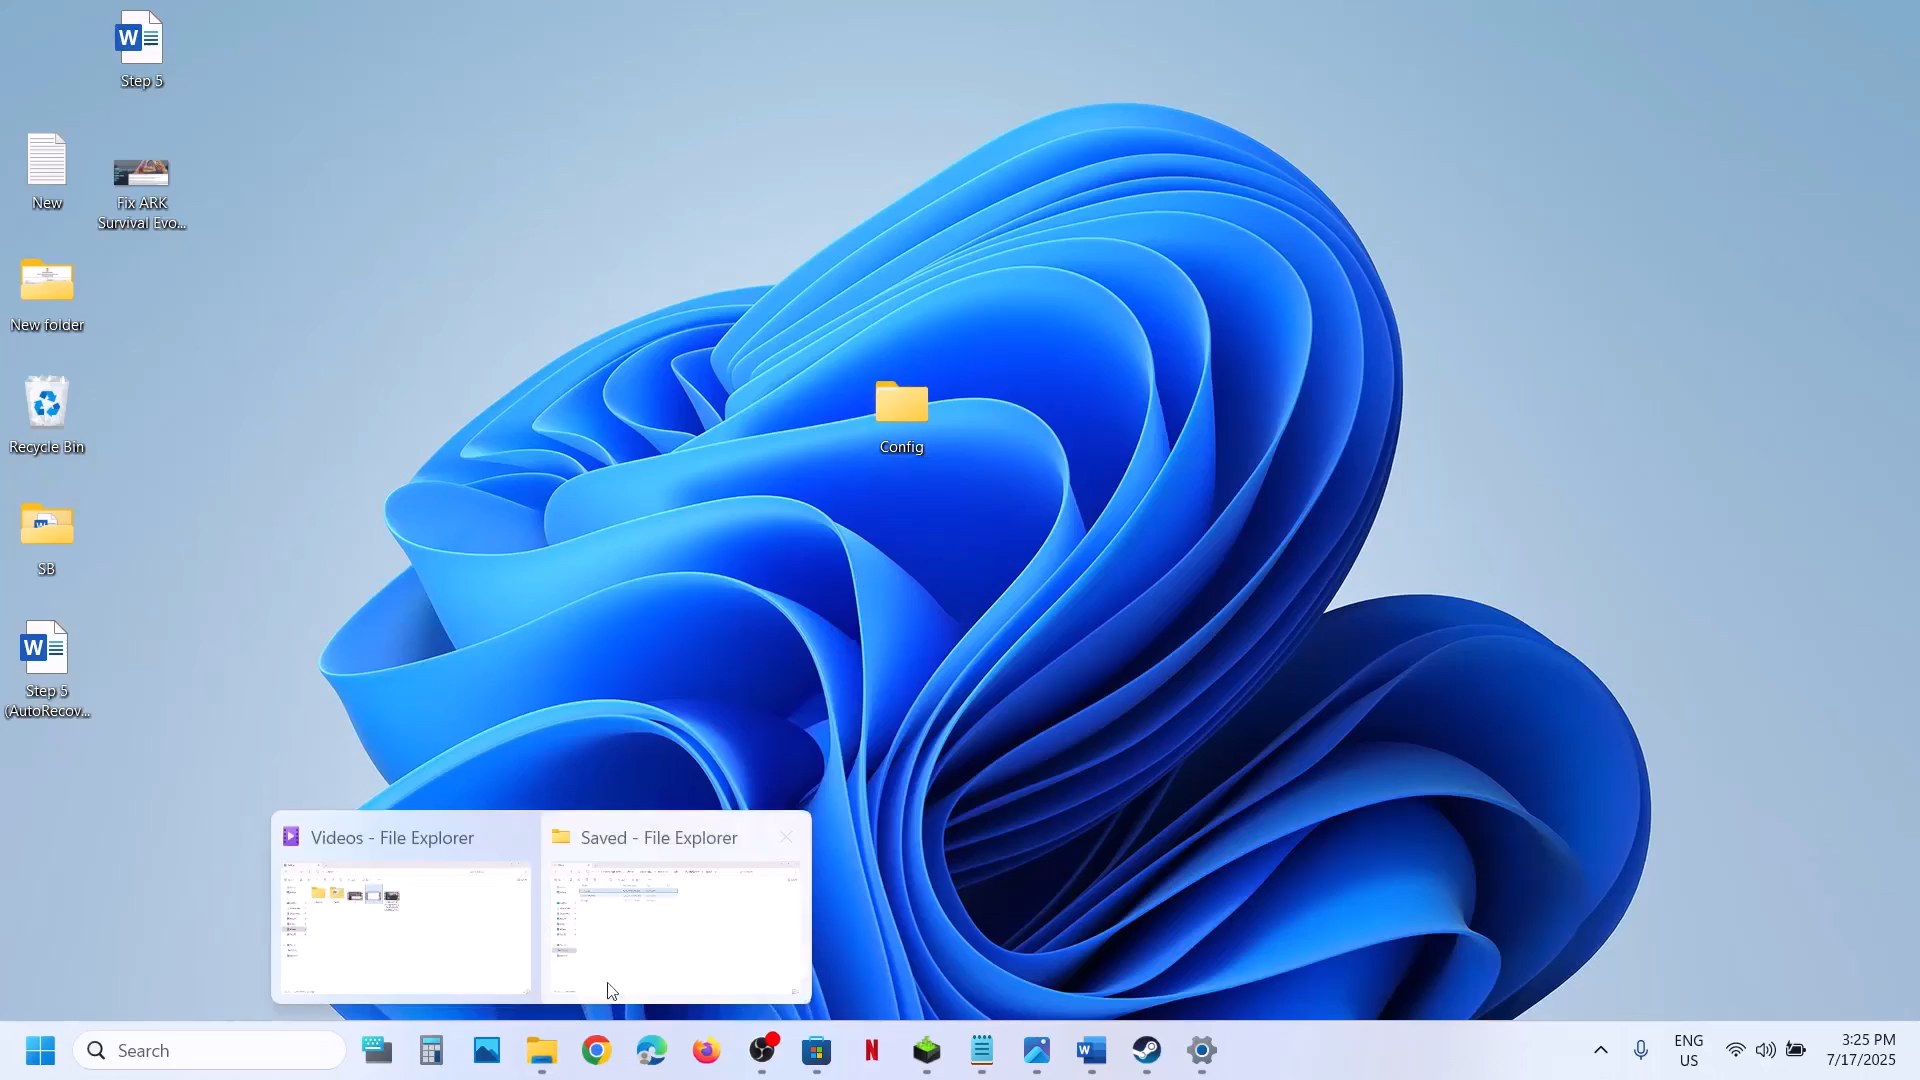 Step 5
New
Fix ARK
Survival Evo...
New folder
Recycle Bin
Config
SB
Step 5
(AutoRecov...
Videos - File Explorer
Saved - File Explorer
Search
ENG
US
3:25 PM
7/17/2025